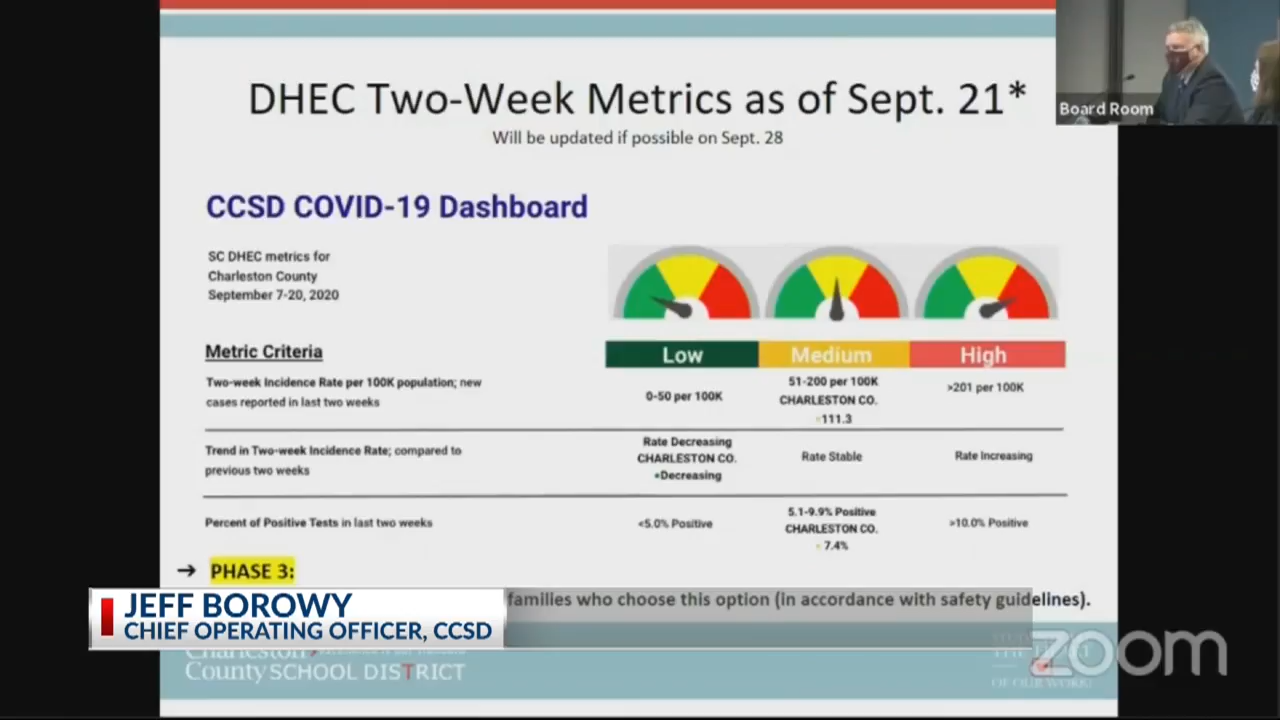 DHEC Two-Week Metrics as of Sept. 21*
Will be updated if possible on Sept. 28
Board Room
CCSD COVID-19 Dashboard
SC DHEC metrics for
Charleston County
September 7-20, 2020
Metric Criteria
Low
Medium
High
Two-week Incidence Rate per 100K population; new
cases reported in last two weeks
0-50 per 100K
51-200 per 100K
CHARLESTON CO.
111.3
>201 per 100K
Trend in Two-week Incidence Rate; compared to
previous two weeks
Rate Decreasing
CHARLESTON CO.
•Decreasing
Rate Stable
Rate Increasing
Percent of Positive Tests in last two weeks
<5.0% Positive
5.1-9.9% Positive
CHARLESTON CO.
7.4%
>10.0% Positive
→ PHASE 3:
families who choose this option (in accordance with safety guidelines).
JEFF BOROWY
CHIEF OPERATING OFFICER, CCSD
Charleston
County SCHOOL DISTRICT
OF OUR WORK
zoom